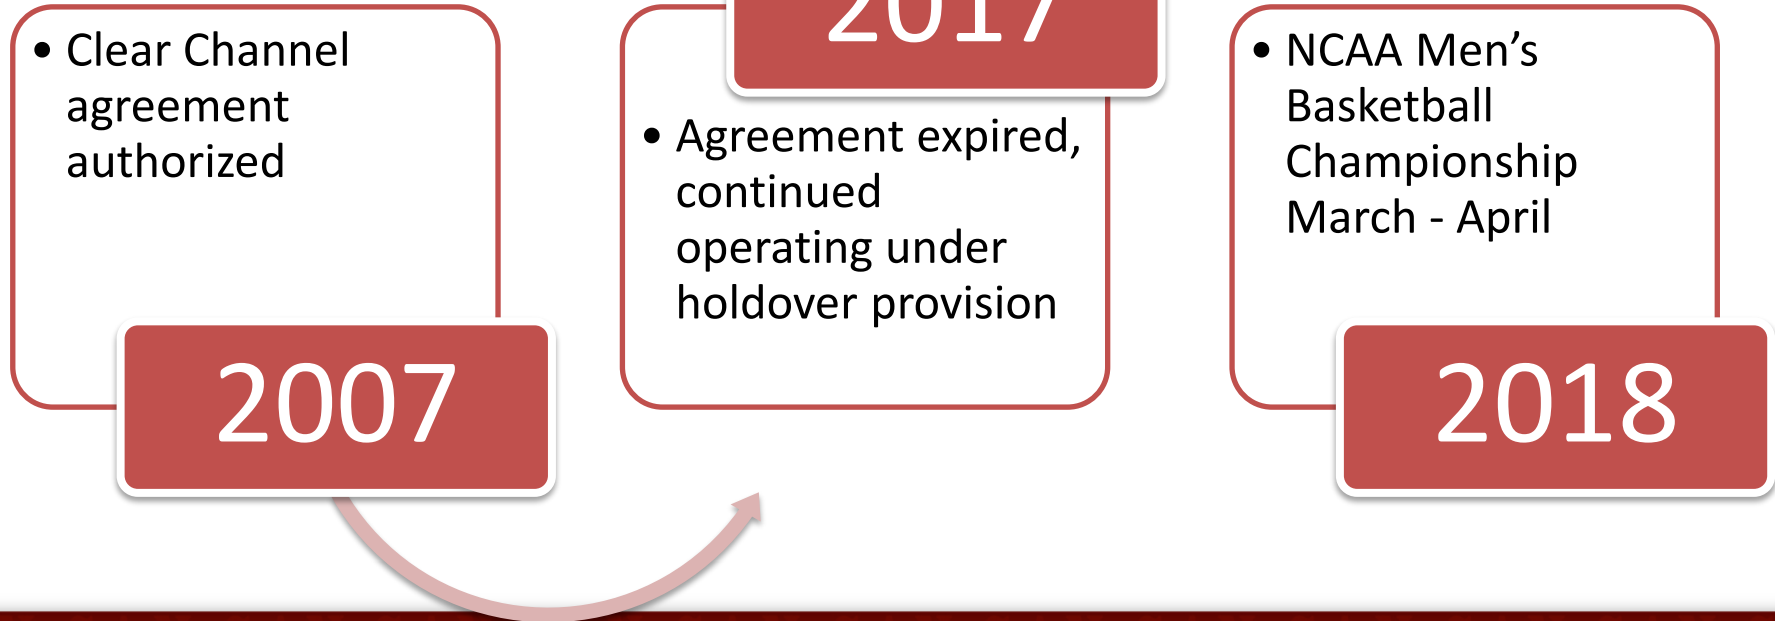 • Clear Channel
agreement
authorized
2007
2017
• Agreement expired,
continued
operating under
holdover provision
• NCAA Men’s
Basketball
Championship
March - April
2018